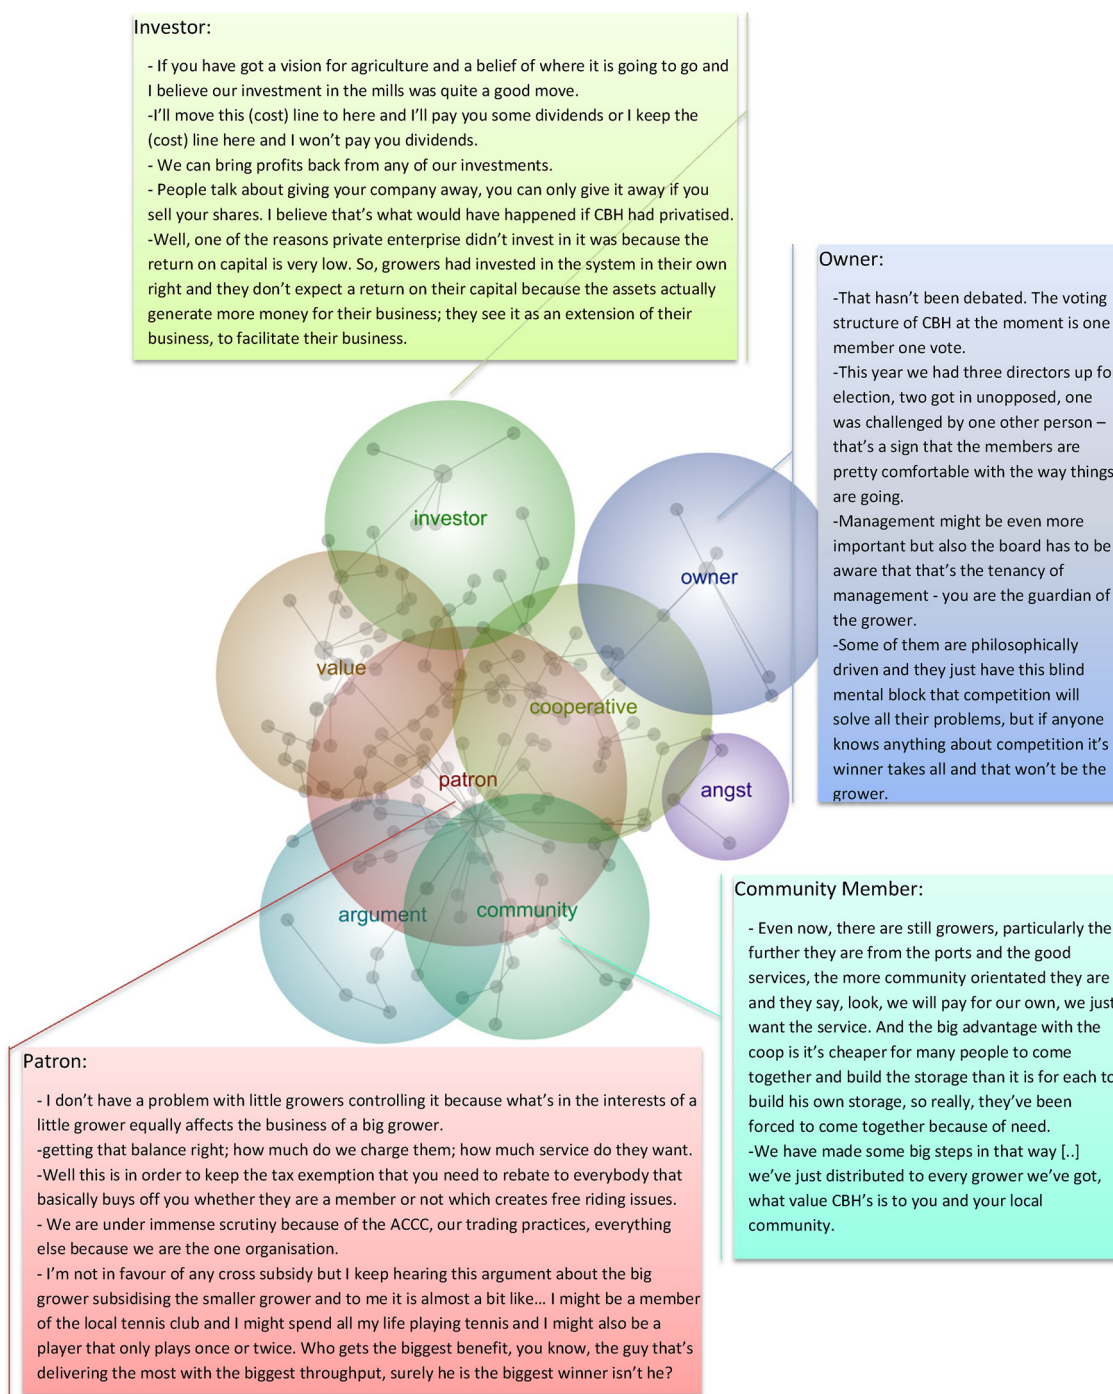 Investor:
- If you have got a vision for agriculture and a belief of where it is going to go and
I believe our investment in the mills was quite a good move.
-I'll move this (cost) line to here and I'll pay you some dividends or I keep the
(cost) line here and I won't pay you dividends.
- We can bring profits back from any of our investments.
- People talk about giving your company away, you can only give it away if you
sell your shares. I believe that's what would have happened if CBH had privatised.
-Well, one of the reasons private enterprise didn't invest in it was because the
return on capital is very low. So, growers had invested in the system in their own
right and they don't expect a return on their capital because the assets actually
generate more money for their business; they see it as an extension of their
business, to facilitate their business.
Owner:
-That hasn't been debated. The voting
structure of CBH at the moment is one
member one vote.
-This year we had three directors up fo
election, two got in unopposed, one
was challenged by one other person –
that's a sign that the members are
pretty comfortable with the way things
are going.
-Management might be even more
important but also the board has to be
aware that that's the tenancy of
management - you are the guardian of
the grower.
-Some of them are philosophically
driven and they just have this blind
mental block that competition will
solve all their problems, but if anyone
knows anything about competition it's
winner takes all and that won't be the
grower.
investor
owner
value
cooperative
patron
angst
argument
community
Community Member:
- Even now, there are still growers, particularly the
further they are from the ports and the good
services, the more community orientated they are
and they say, look, we will pay for our own, we just
want the service. And the big advantage with the
coop is it's cheaper for many people to come
together and build the storage than it is for each to
build his own storage, so really, they've been
forced to come together because of need.
-We have made some big steps in that way [..]
we've just distributed to every grower we've got,
what value CBH's is to you and your local
community.
Patron:
- I don't have a problem with little growers controlling it because what's in the interests of a
little grower equally affects the business of a big grower.
-getting that balance right; how much do we charge them; how much service do they want.
-Well this is in order to keep the tax exemption that you need to rebate to everybody that
basically buys off you whether they are a member or not which creates free riding issues.
- We are under immense scrutiny because of the ACCC, our trading practices, everything
else because we are the one organisation.
- I'm not in favour of any cross subsidy but I keep hearing this argument about the big
grower subsidising the smaller grower and to me it is almost a bit like... I might be a member
of the local tennis club and I might spend all my life playing tennis and I might also be a
player that only plays once or twice. Who gets the biggest benefit, you know, the guy that's
delivering the most with the biggest throughput, surely he is the biggest winner isn't he?